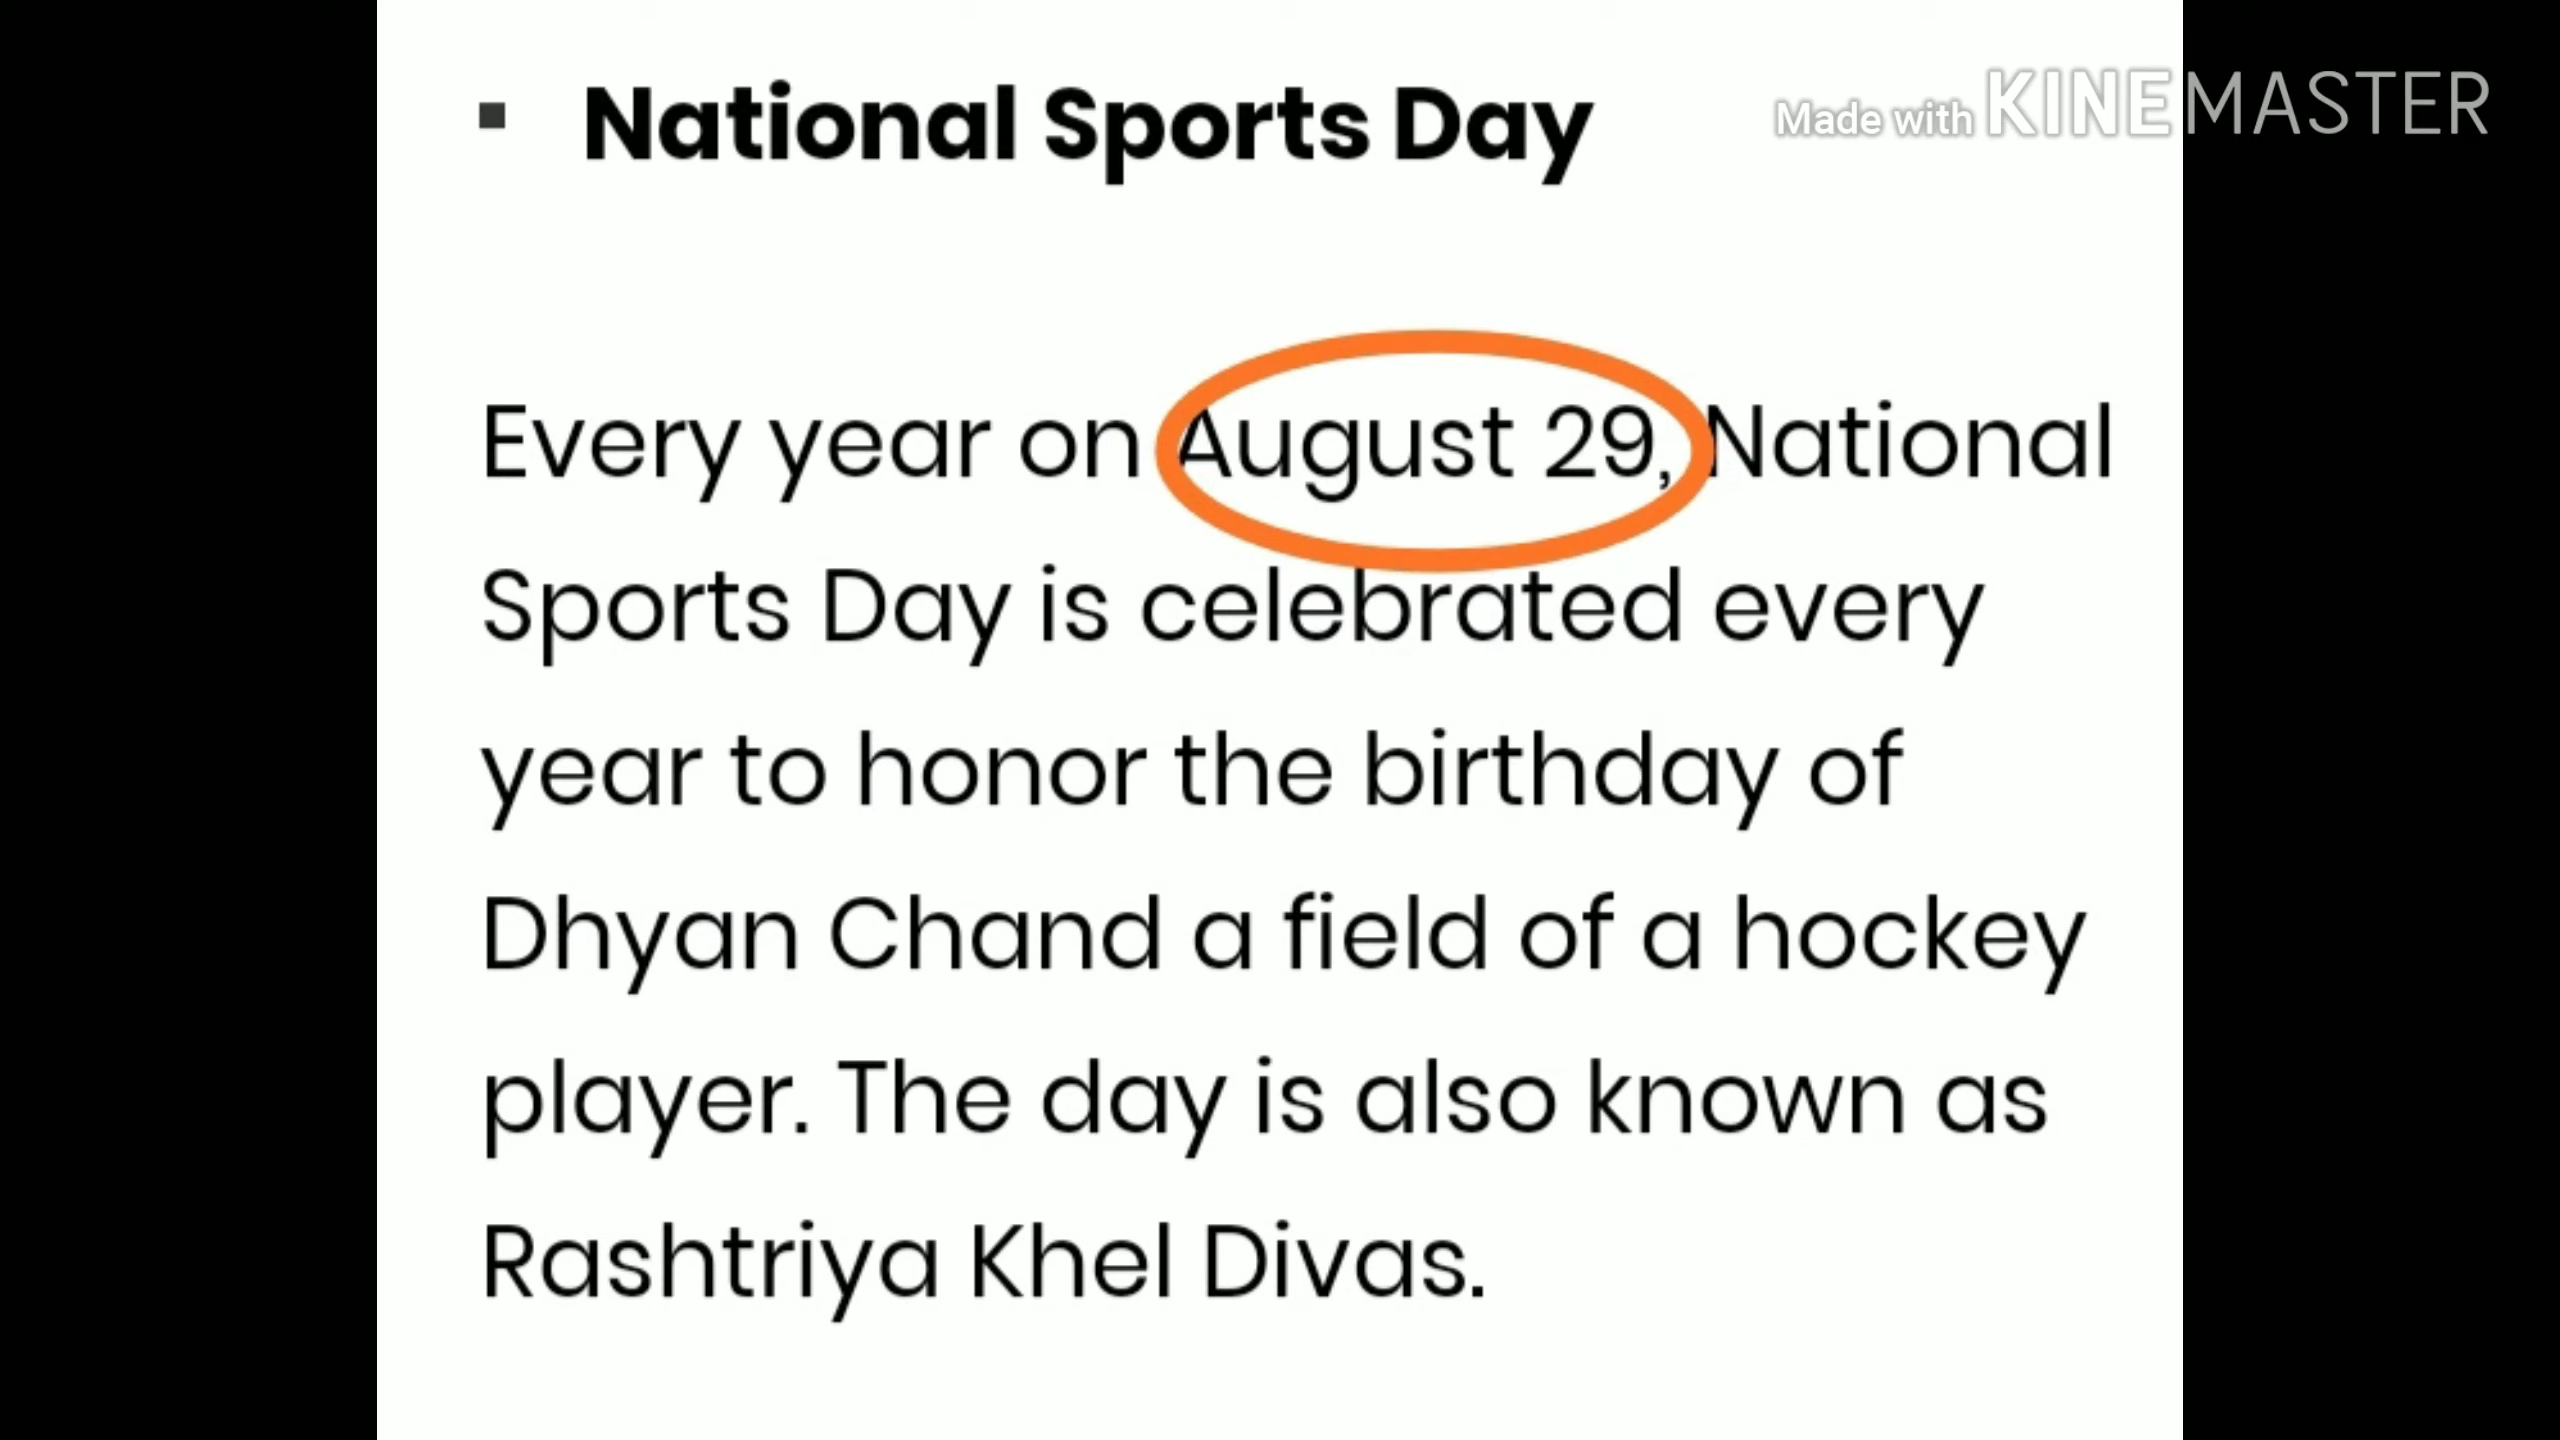 ▪ National Sports Day
Made with KINEMASTER
Every year on August 29, National
Sports Day is celebrated every
year to honor the birthday of
Dhyan Chand a field of a hockey
player. The day is also known as
Rashtriya Khel Divas.